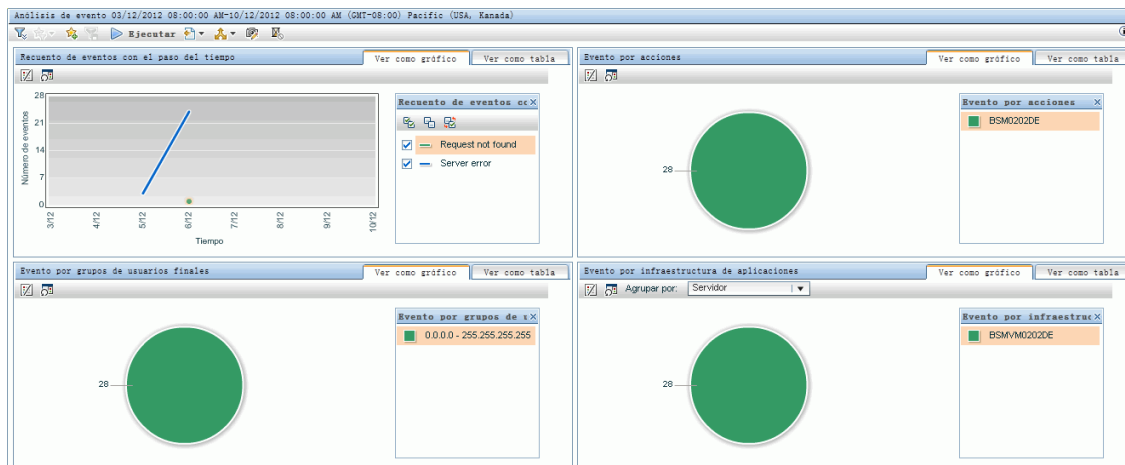 Análisis de evento 03/12/2012 08:00:00 AM-10/12/2012 08:00:00 AM (GMT-08:00) Pacific (USA, Kanada)
Ejecutar
Recuento de eventos con el paso del tiempo
Ver como gráfico
Ver como tabla
28
21
14
7
0
Número de eventos
3/12
4/12
5/12
6/12
7/12
8/12
9/12
10/12
Tiempo
Recuento de eventos cc
Request not found
Server error
Evento por acciones
Ver como gráfico
Ver como tabla
28
Evento por acciones
BSM0202DE
Evento por grupos de usuarios finales
Ver como gráfico
Ver como tabla
28
Evento por grupos de
0.0.0.0 - 255.255.255.255
Evento por infraestructura de aplicaciones
Ver como gráfico
Ver como tabla
Agrupar por: Servidor
28
Evento por infraestruc
BSMVM0202DE